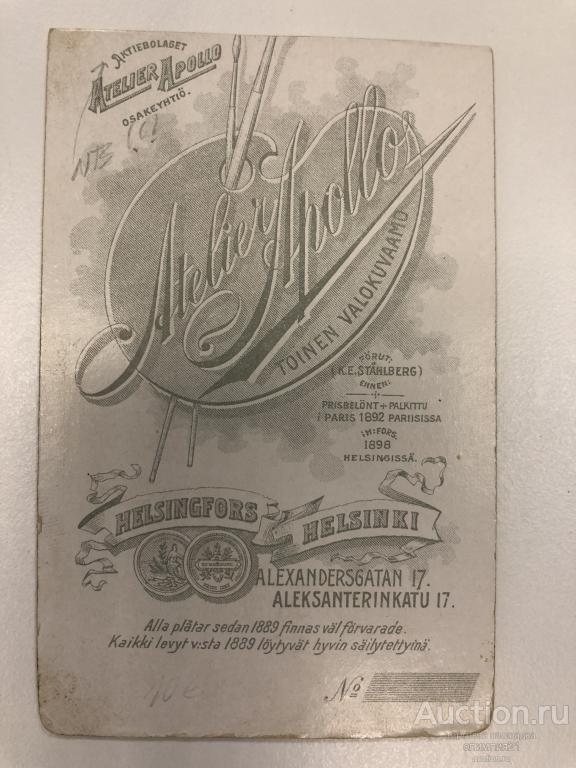 AKTIEBOLAGET
ATELIER APOLLO
OSAKEYHTIÖ.
Atelier
Apollos
TOINEN VALOKUVAAMO
FÖRUT:
(K.E. STÅHLBERG)
ENNEN:
PRISBELÖNT + PALKITTU
i PARIS 1892 PARIISISSA
i H:FORS.
1898
HELSINGISSÄ.
HELSINGFORS HELSINKI
ALEXANDERSGATAN 17.
ALEKSANTERINKATU 17.
Alla plåtar sedan 1889 finnas väl förvarade.
Kaikki levyt v:sta 1889 löytyvät hyvin säilytettyinä.
Nº
Auction.ru